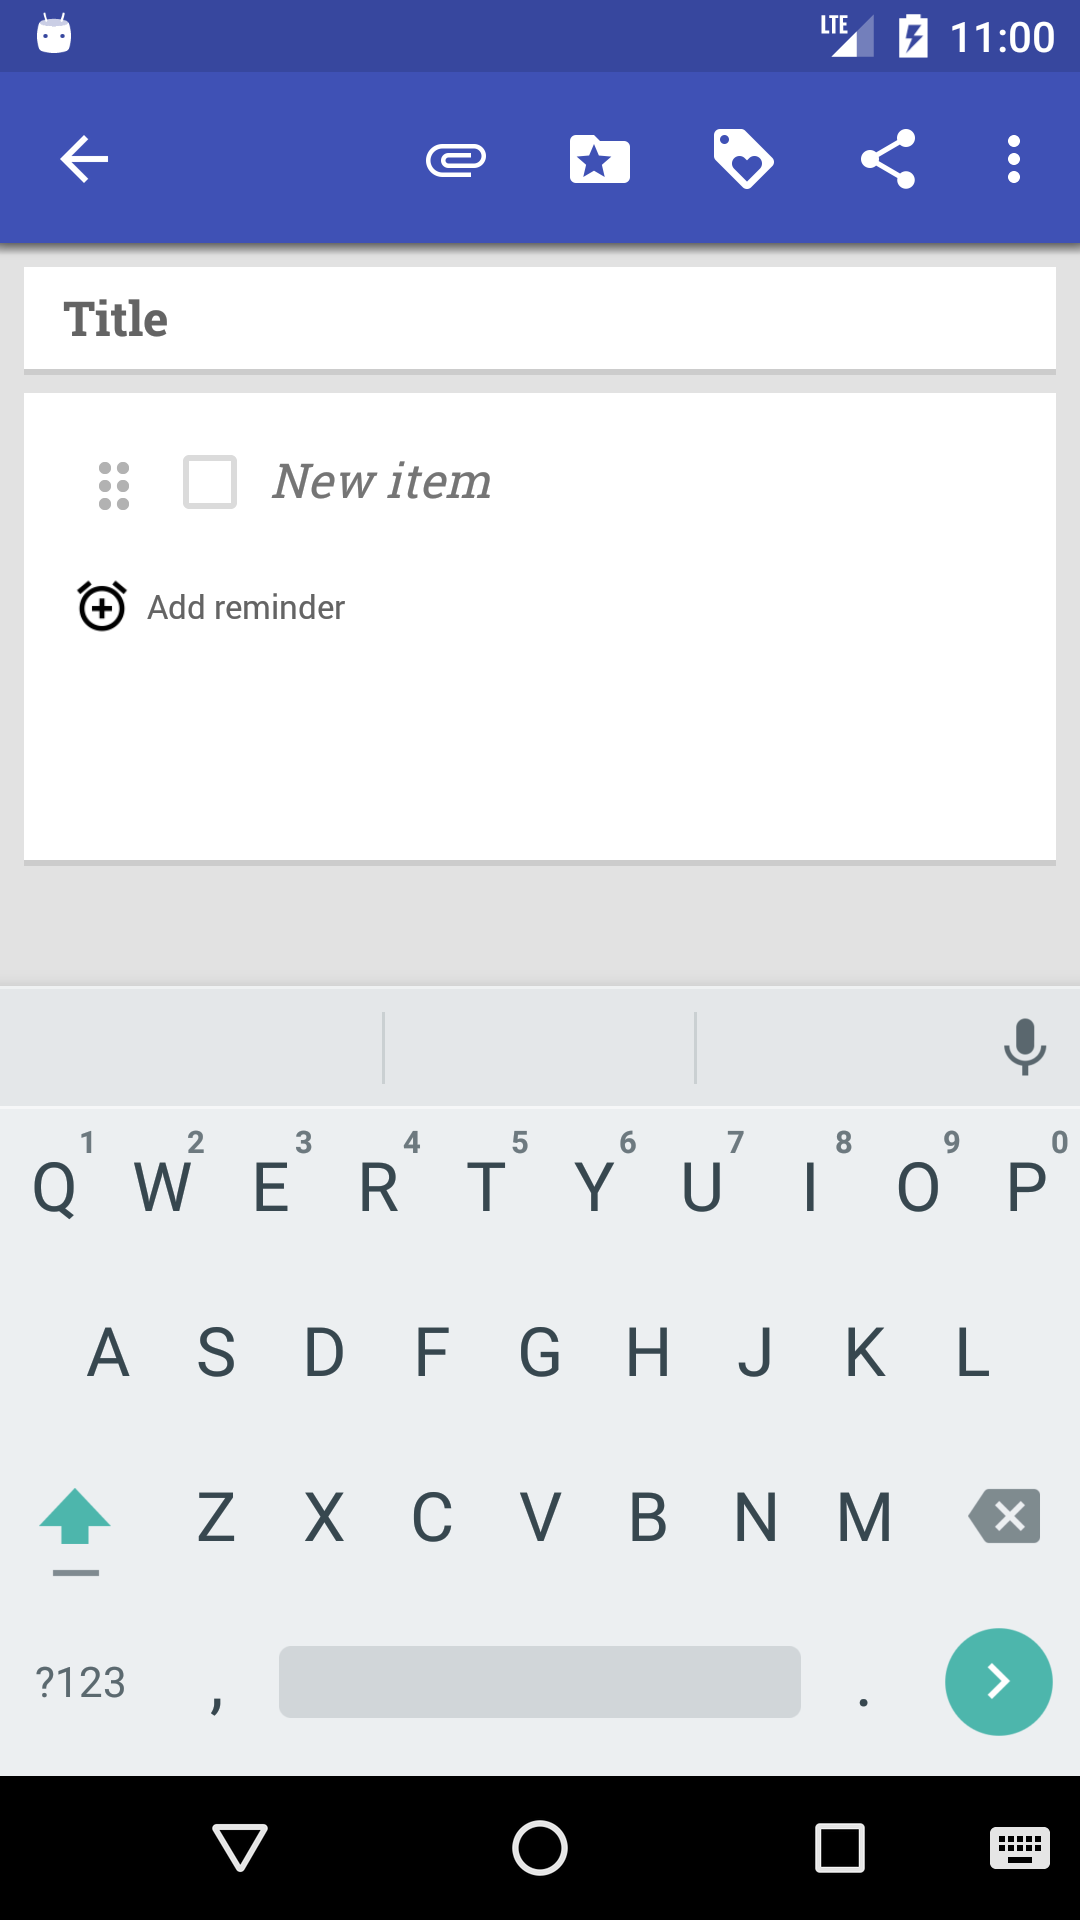 LTE 11:00
Title
New item
Add reminder
1 2 3 4 5 6 7 8 9 0
Q W E R T Y U I O P
A S D F G H J K L
Z X C V B N M
?123 , .